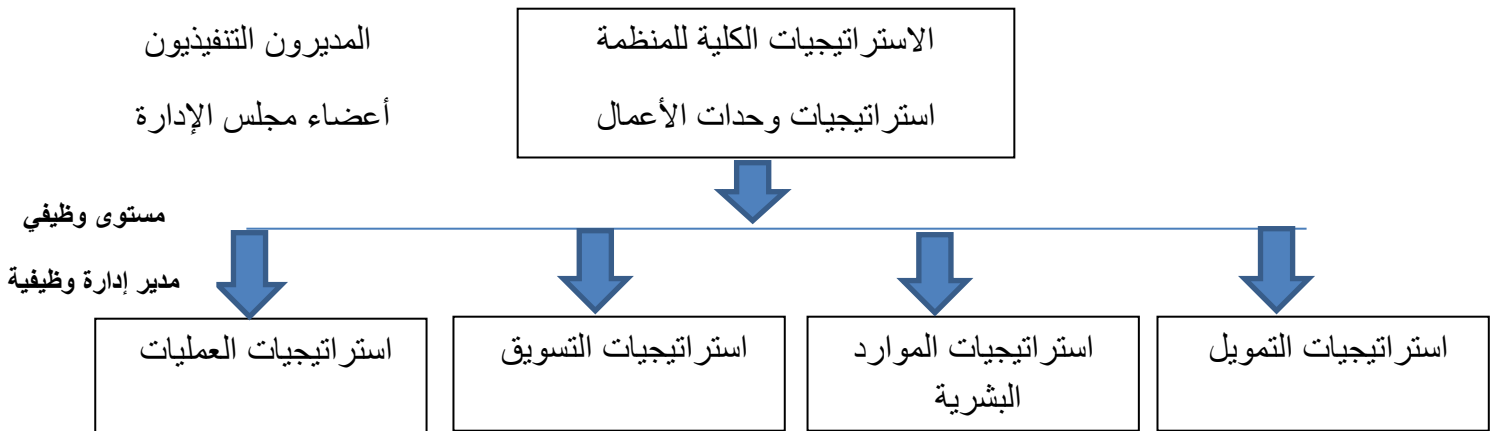 الاستراتيجيات الكلية للمنظمة
المديرون التنفيذيون
استراتيجيات وحدات الأعمال
أعضاء مجلس الإدارة
مستوى وظيفي
مدير إدارة وظيفية
استراتيجيات التمويل
استراتيجيات الموارد
البشرية
استراتيجيات التسويق
استراتيجيات العمليات